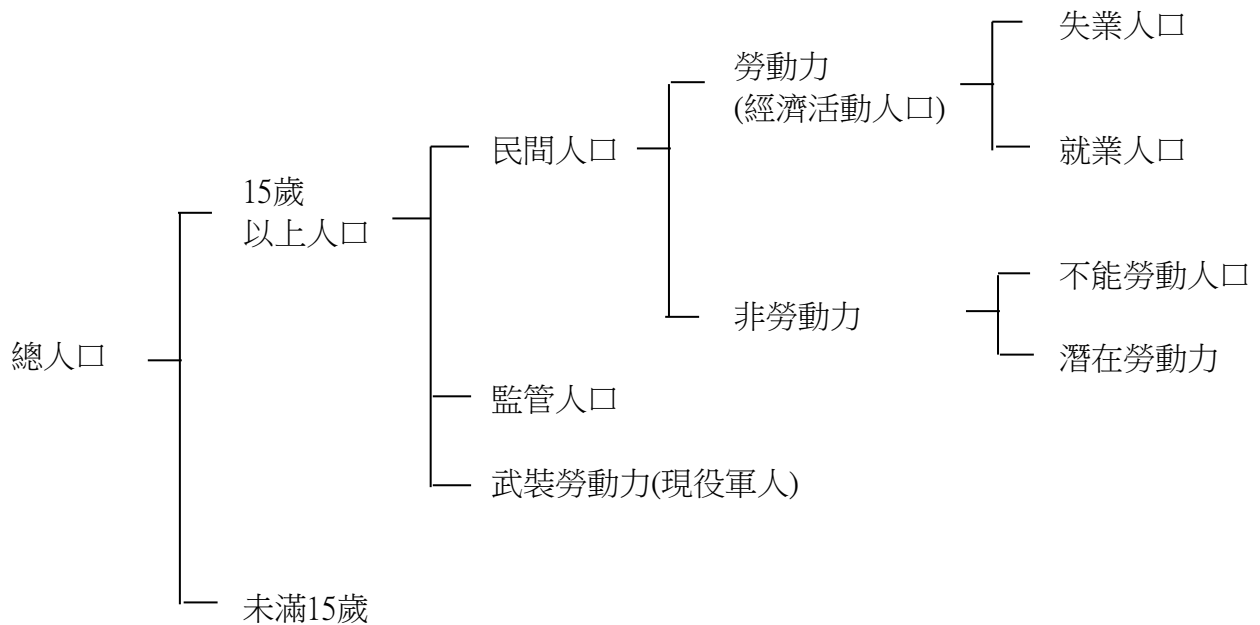 失業人口
勞動力
(經濟活動人口)
民間人口
就業人口
15歲
以上人口
不能勞動人口
非勞動力
總人口
潛在勞動力
監管人口
武裝勞動力(現役軍人)
未滿15歲